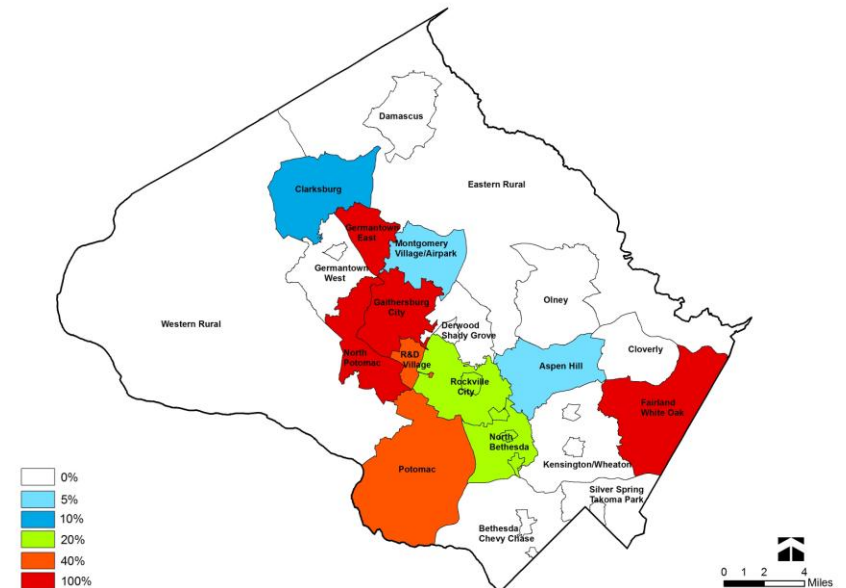 Damascus
Clarksburg
Eastern Rural
Germantown
East
Montgomery
Village/Airpark
Germantown
West
Gaithersburg
City
Olney
Western Rural
Derwood
Shady Grove
Cloverly
North
Potomac
R&D
Village
Aspen Hill
Rockville
City
Fairland
White Oak
North
Bethesda
Potomac
Kensington/Wheaton
Silver Spring
Takoma Park
Bethesda
Chevy Chase
0%
5%
10%
20%
40%
100%
0 1 2 4
Miles